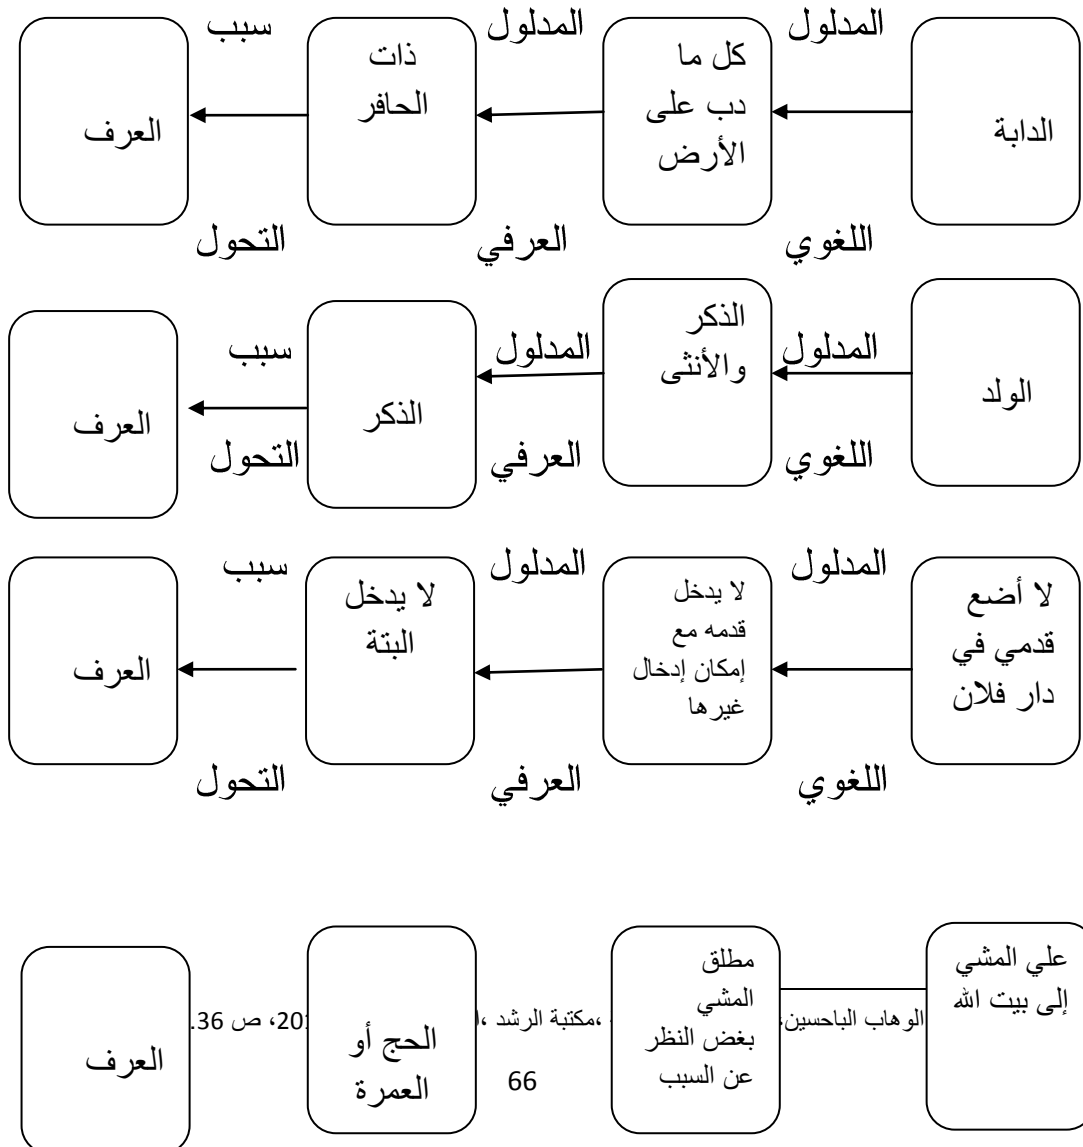 المدلول المدلول سبب
الدابة
كل ما
دب على
الأرض
ذات
الحافر
العرف
اللغوي العرفي التحول
المدلول المدلول سبب
الولد
الذكر
والأنثى
الذكر
العرف
اللغوي العرفي التحول
المدلول المدلول سبب
لا أضع
قدمي في
دار فلان
لا يدخل
قدمه مع
إمكان إدخال
غيرها
لا يدخل
البتة
العرف
اللغوي العرفي التحول
علي المشي
إلى بيت الله
مطلق
المشي
بغض النظر
عن السبب
الحج أو
العمرة
العرف
الوهاب الباحسين، ،مكتبة الرشد ، ص 36.
66